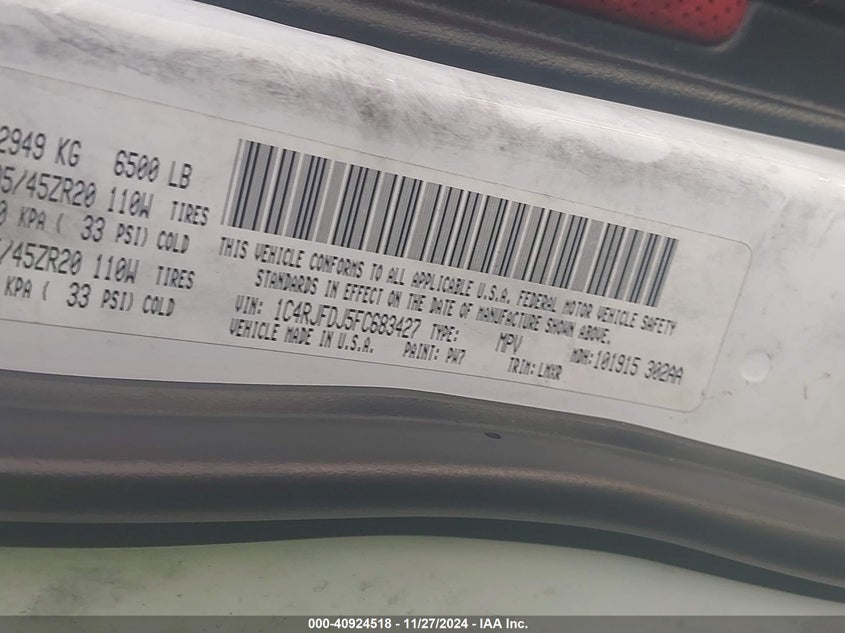 2949 KG 6500 LB
5/45ZR20 110W TIRES
KPA ( 33 PSI) COLD
/45ZR20 110W TIRES
KPA ( 33 PSI) COLD
THIS VEHICLE CONFORMS TO ALL APPLICABLE U.S.A. FEDERAL MOTOR VEHICLE SAFETY
STANDARDS IN EFFECT ON THE DATE OF MANUFACTURE SHOWN ABOVE.
VIN: 1C4RJFDJ5FC683427 TYPE: MPV MDH: 101915 302AA
VEHICLE MADE IN U.S.A. PAINT: PW7 TRIM: LMXR
000-40924518 - 11/27/2024 - IAA Inc.